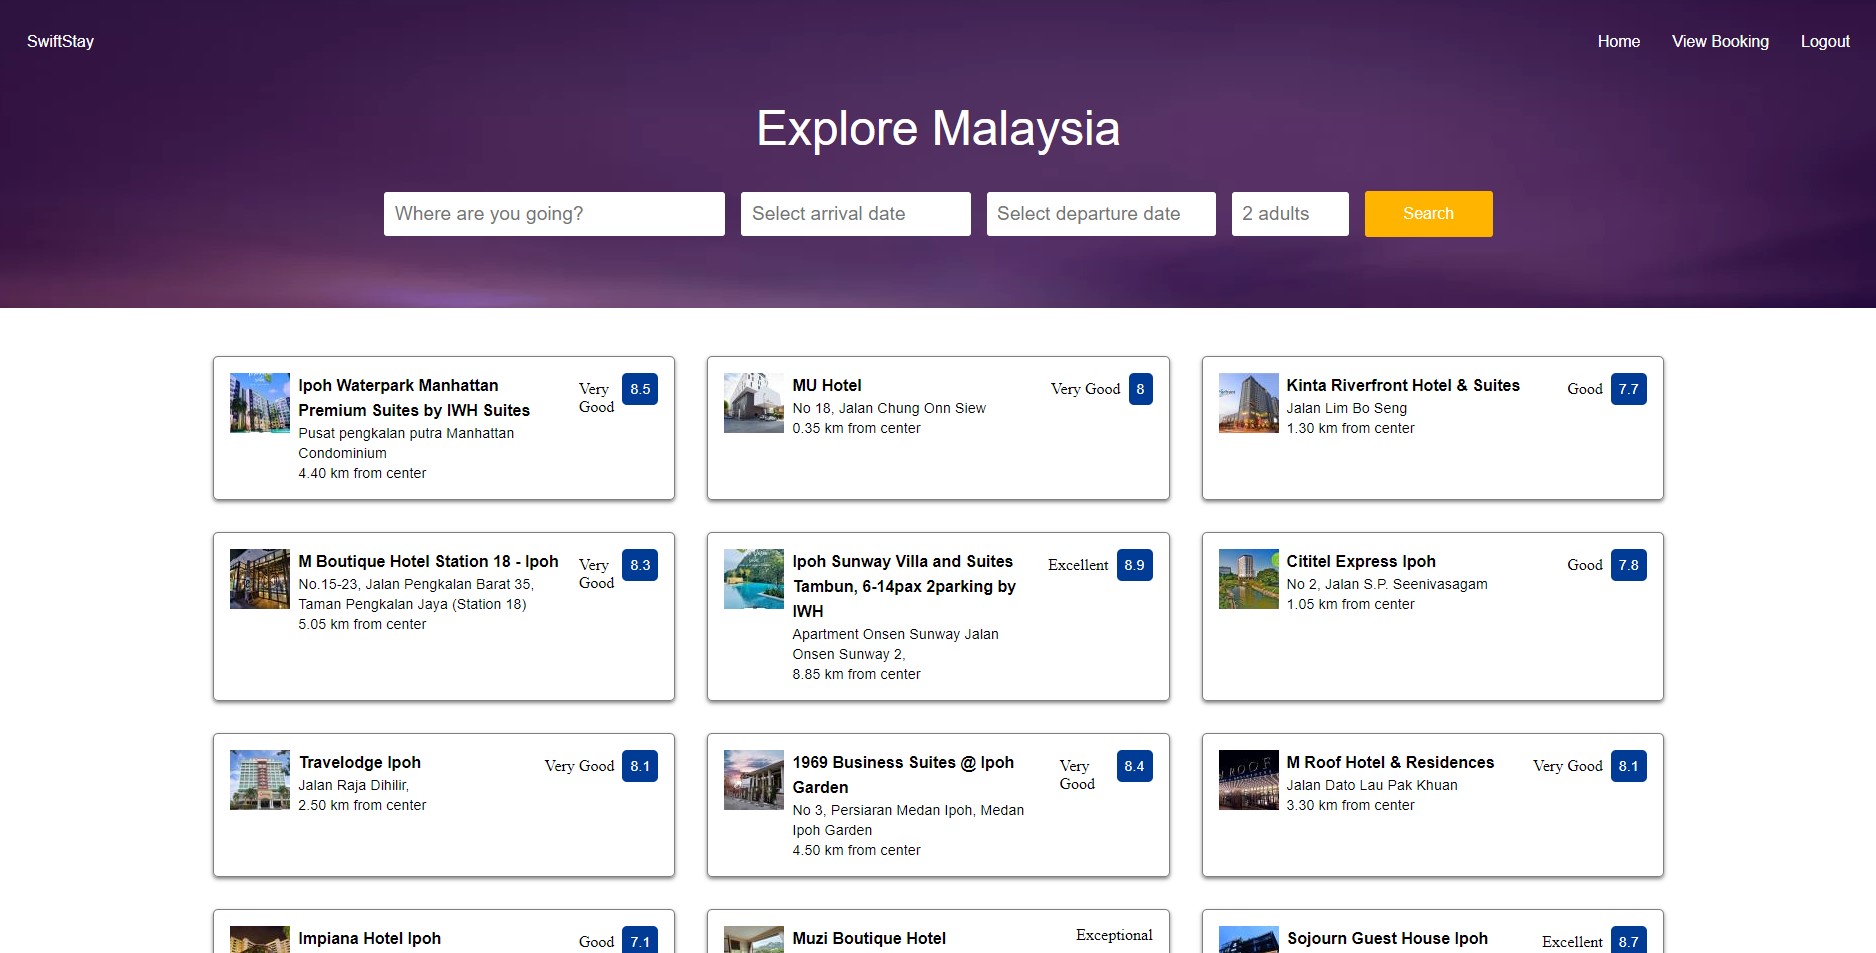 SwiftStay
Home
View Booking
Logout
Explore Malaysia
Where are you going?
Select arrival date
Select departure date
2 adults
Search
Ipoh Waterpark Manhattan
Premium Suites by IWH Suites
Pusat pengkalan putra Manhattan
Condominium
4.40 km from center
Very
Good
8.5
MU Hotel
No 18, Jalan Chung Onn Siew
0.35 km from center
Very Good
8
Kinta Riverfront Hotel & Suites
Jalan Lim Bo Seng
1.30 km from center
Good
7.7
M Boutique Hotel Station 18 - Ipoh
No.15-23, Jalan Pengkalan Barat 35,
Taman Pengkalan Jaya (Station 18)
5.05 km from center
Very
Good
8.3
Ipoh Sunway Villa and Suites
Tambun, 6-14pax 2parking by
IWH
Apartment Onsen Sunway Jalan
Onsen Sunway 2,
8.85 km from center
Excellent
8.9
Cititel Express Ipoh
No 2, Jalan S.P. Seenivasagam
1.05 km from center
Good
7.8
Travelodge Ipoh
Jalan Raja Dihilir,
2.50 km from center
Very Good
8.1
1969 Business Suites @ Ipoh
Garden
No 3, Persiaran Medan Ipoh, Medan
Ipoh Garden
4.50 km from center
Very
Good
8.4
M Roof Hotel & Residences
Jalan Dato Lau Pak Khuan
3.30 km from center
Very Good
8.1
Impiana Hotel Ipoh
Good
7.1
Muzi Boutique Hotel
Exceptional
Sojourn Guest House Ipoh
Excellent
8.7